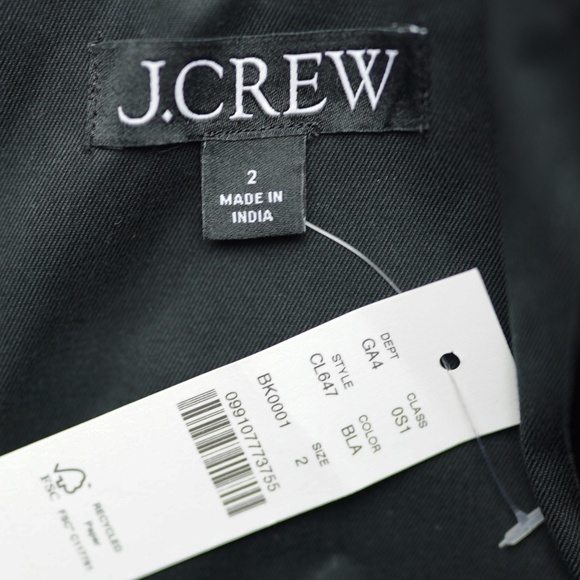 J.CREW
2
MADE IN
INDIA
DEPT
GA4
CLASS
0S1
STYLE
CL647
COLOR
BLA
BK0001
SIZE
2
099107773755
FSC
RECYCLED
Paper